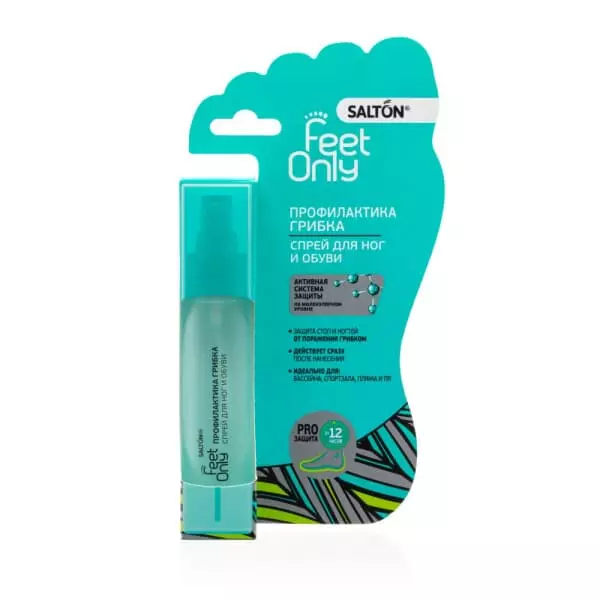 SALTON®
feet
Only
ПРОФИЛАКТИКА
ГРИБКА
СПРЕЙ ДЛЯ НОГ
И ОБУВИ
АКТИВНАЯ
СИСТЕМА
ЗАЩИТЫ
НА МОЛЕКУЛЯРНОМ
УРОВНЕ
• ЗАЩИТА СТОП И НОГТЕЙ
ОТ ПОРАЖЕНИЯ ГРИБКОМ
• ДЕЙСТВУЕТ СРАЗУ
ПОСЛЕ НАНЕСЕНИЯ
• ИДЕАЛЬНО ДЛЯ:
БАССЕЙНА, СПОРТЗАЛА, ПЛЯЖА И ТП
PRO
ЗАЩИТА
12
ЧАСОВ
SALTON®
feet
Only
ПРОФИЛАКТИКА ГРИБКА
СПРЕЙ ДЛЯ НОГ И ОБУВИ